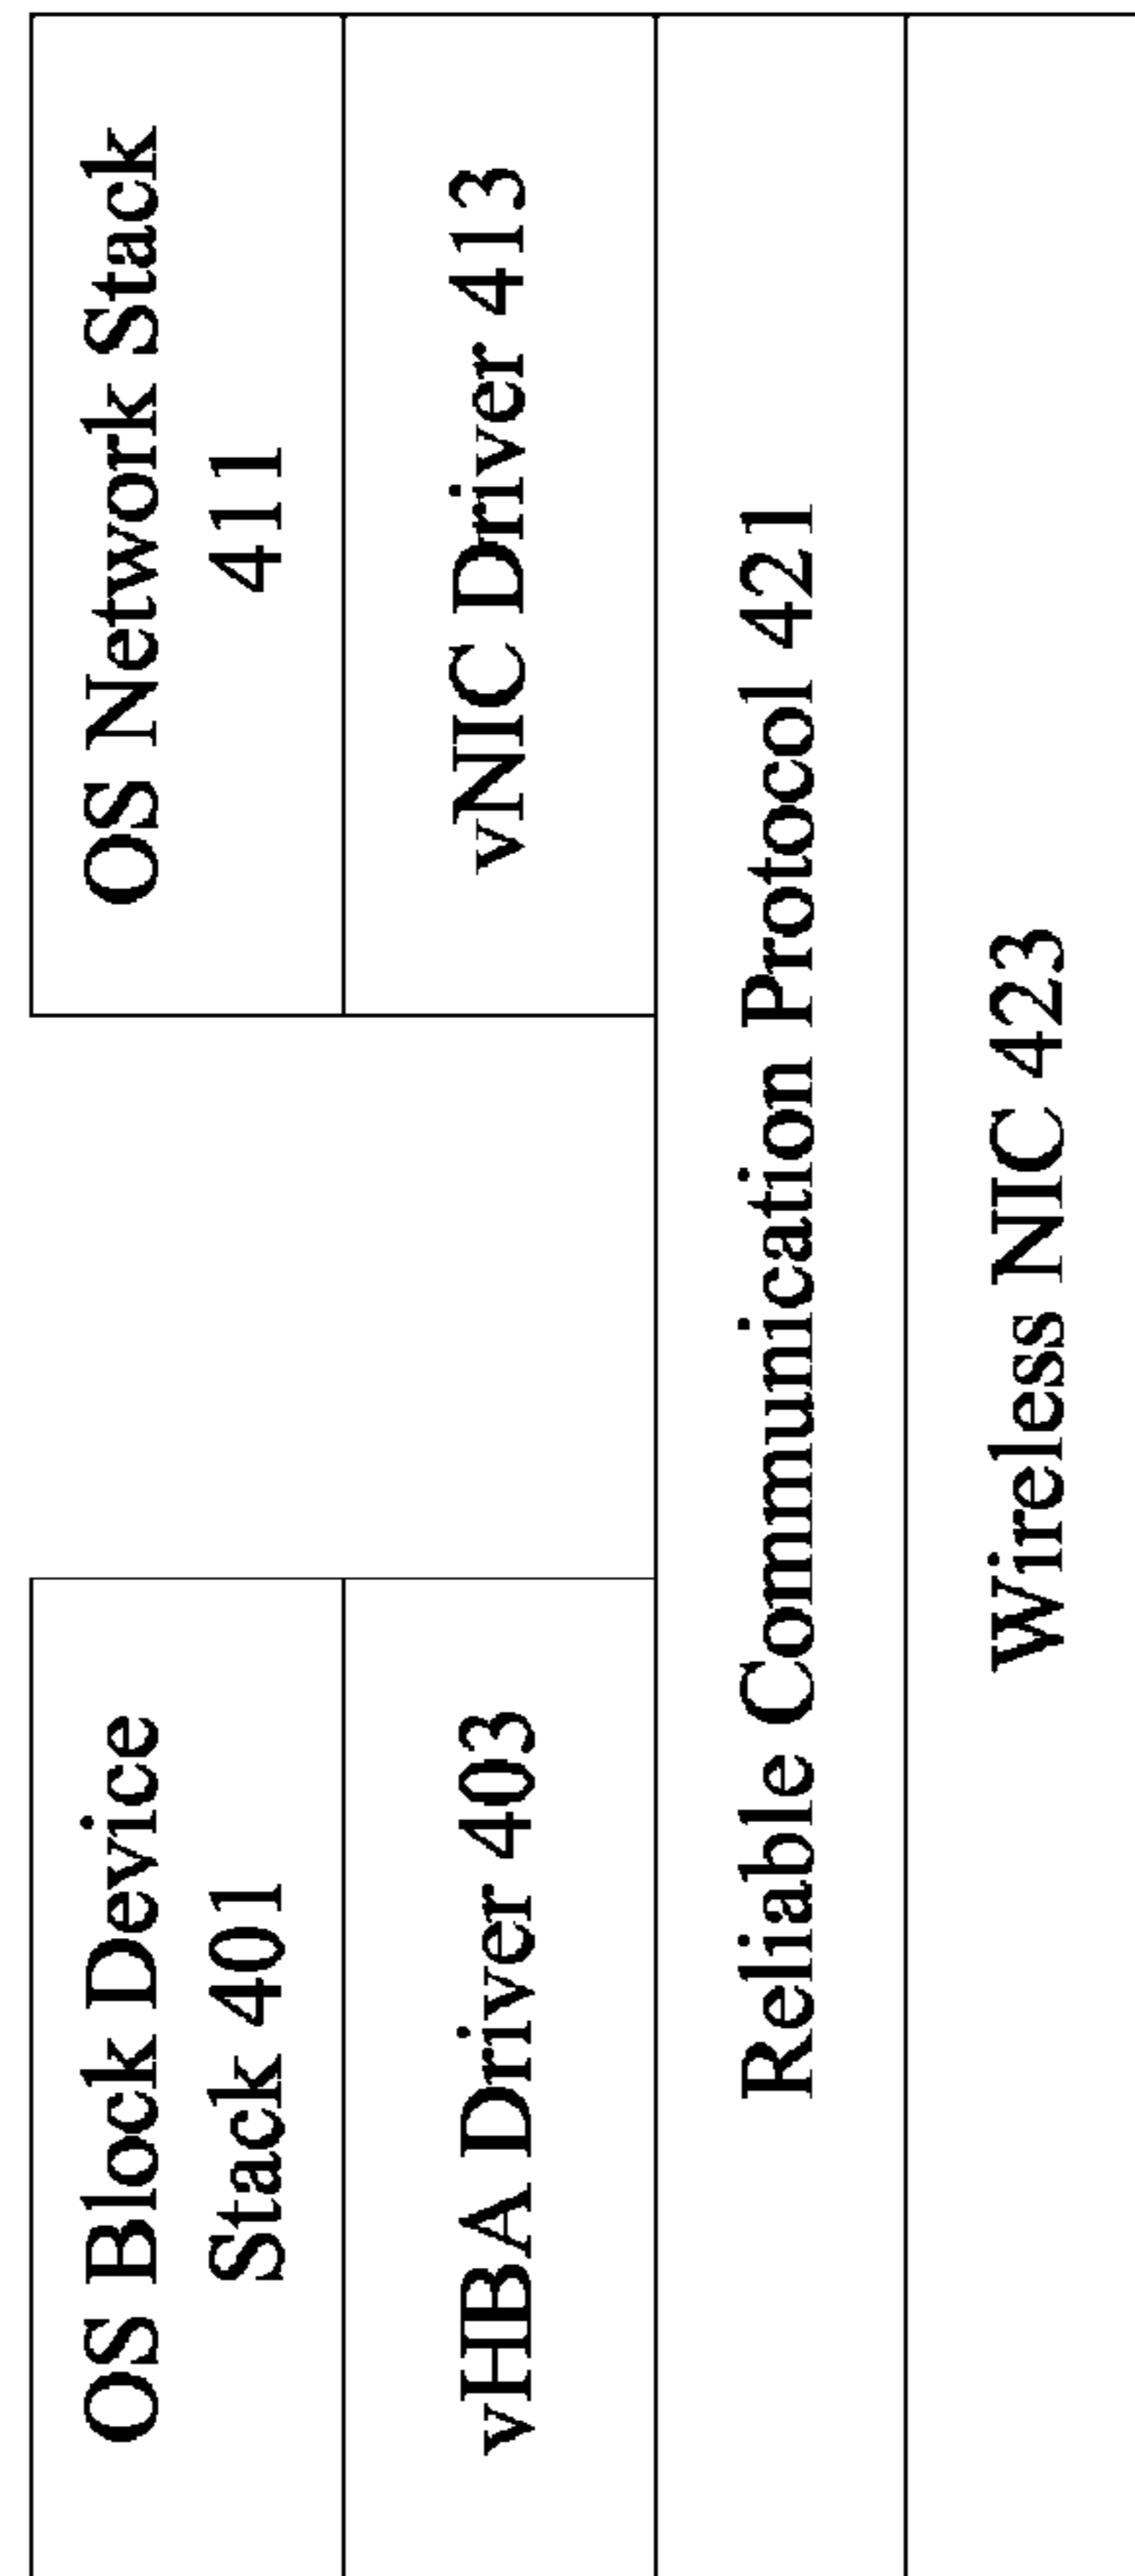 OS Block Device
Stack 401
OS Network Stack
411
vHBA Driver 403
vNIC Driver 413
Reliable Communication Protocol 421
Wireless NIC 423